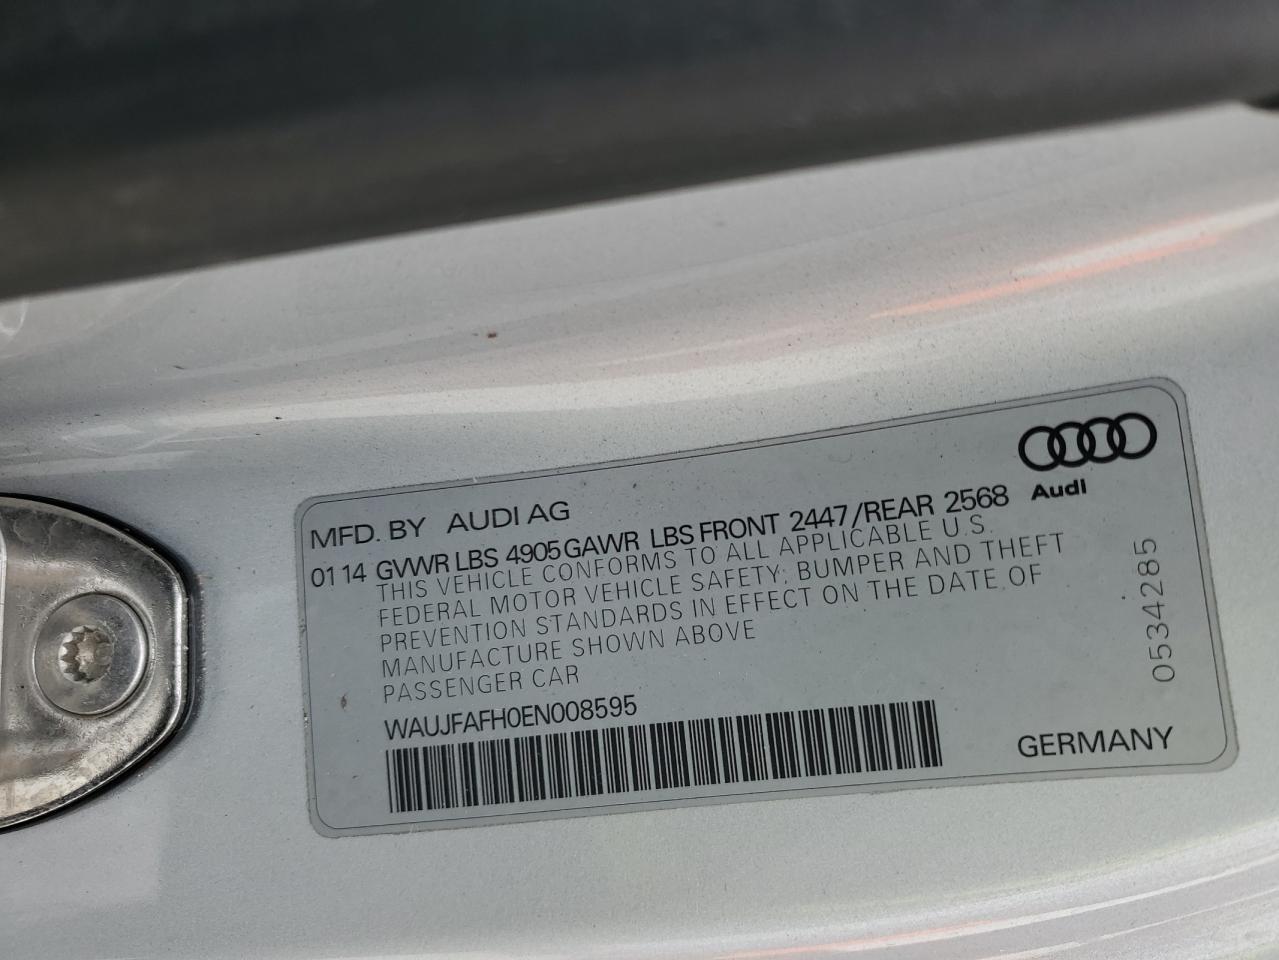 MFD. BY AUDI AG
Audi
01 14 GVWR LBS 4905 GAWR LBS FRONT 2447/REAR 2568
THIS VEHICLE CONFORMS TO ALL APPLICABLE U.S.
FEDERAL MOTOR VEHICLE SAFETY, BUMPER AND THEFT
PREVENTION STANDARDS IN EFFECT ON THE DATE OF
MANUFACTURE SHOWN ABOVE
PASSENGER CAR
WAUJFAFH0EN008595
0534285
GERMANY